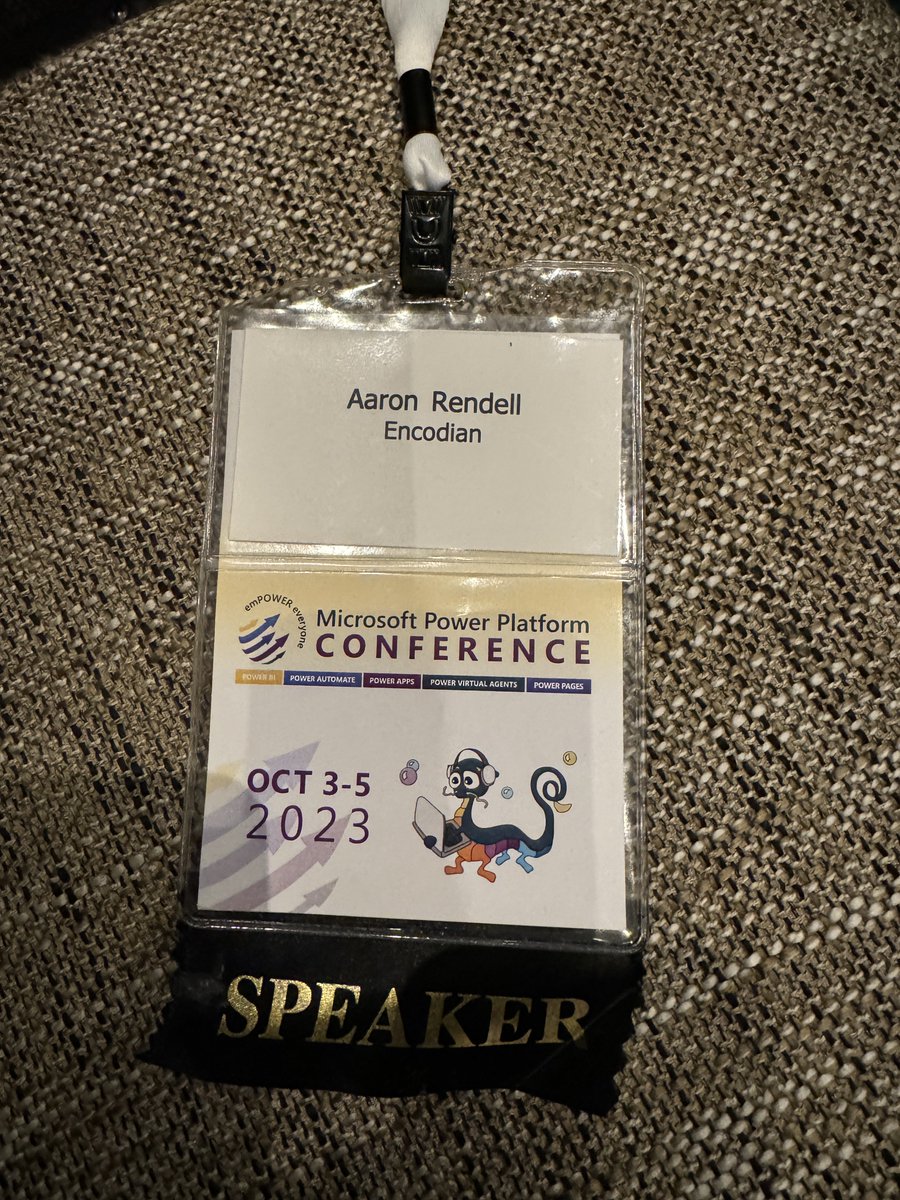 Aaron Rendell
Encodian
emPOWER everyone
Microsoft Power Platform
CONFERENCE
POWER BI POWER AUTOMATE POWER APPS POWER VIRTUAL AGENTS POWER PAGES
OCT 3-5
2023
SPEAKER